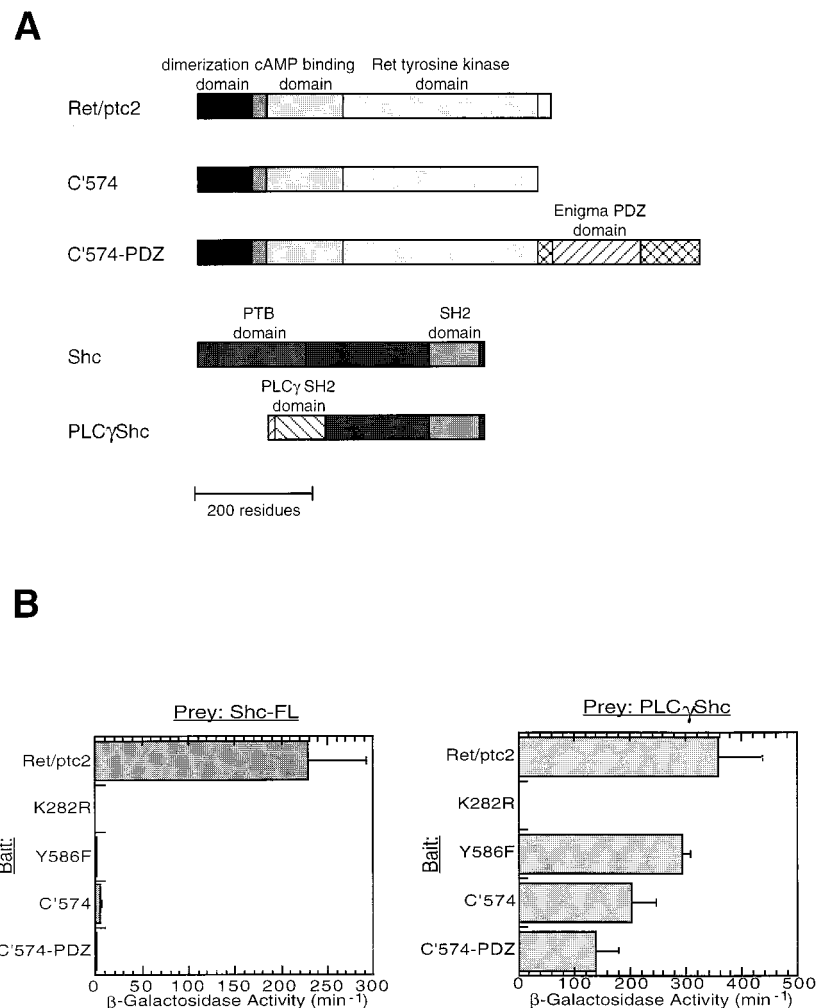 A
dimerization cAMP binding Ret tyrosine kinase
domain domain domain
Ret/ptc2
C'574
Enigma PDZ
domain
C'574-PDZ
PTB SH2
domain domain
Shc
PLCγ SH2
domain
PLCγShc
200 residues
B
Prey: Shc-FL
Ret/ptc2
K282R
Y586F
C'574
C'574-PDZ
Bait:
0 50 100 150 200 250 300
β-Galactosidase Activity (min-1)
Prey: PLCγShc
Ret/ptc2
K282R
Y586F
C'574
C'574-PDZ
Bait:
0 100 200 300 400 500
β-Galactosidase Activity (min-1)